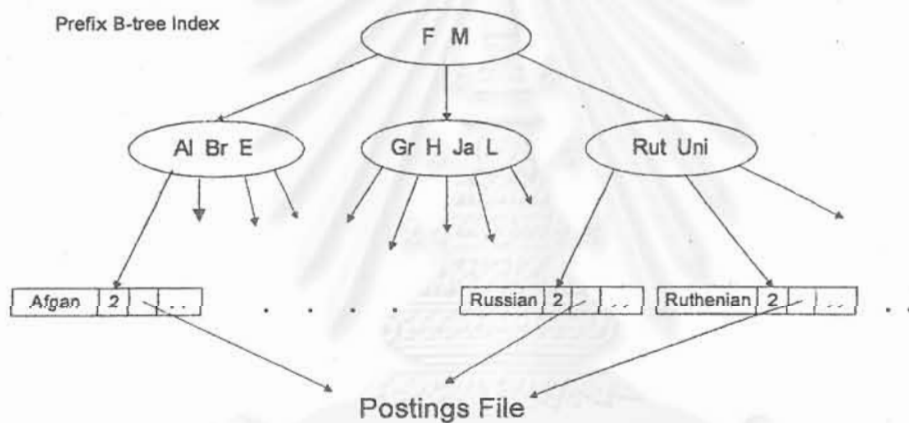 Prefix B-tree Index
F M
Al Br E
Gr H Ja L
Rut Uni
Afgan 2 ...
Russian 2 ...
Ruthenian 2 ...
Postings File